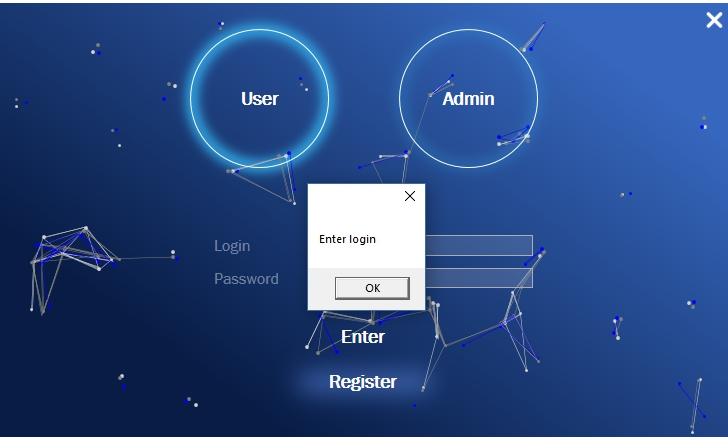 User
Admin
Enter login
Login
Password
OK
Enter
Register